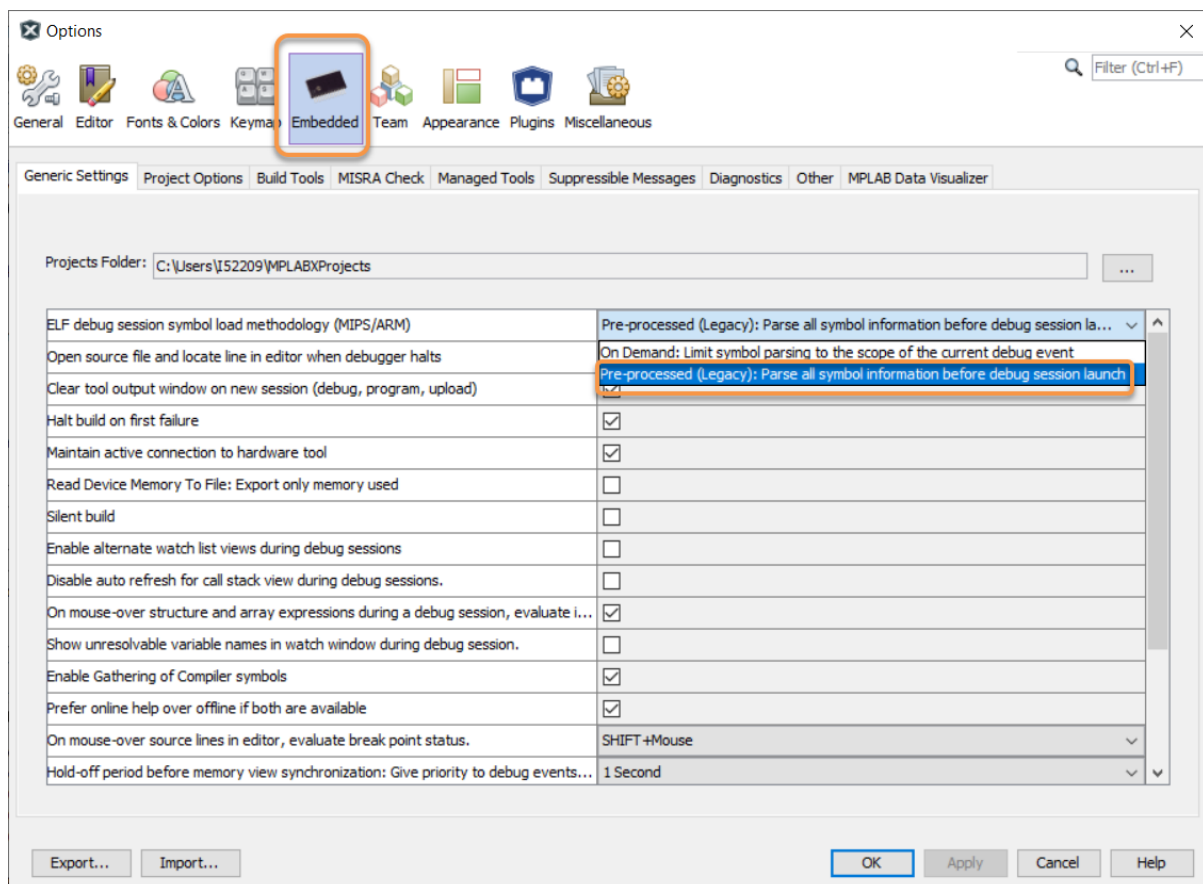 Options
Filter (Ctrl+F)
General Editor Fonts & Colors Keymap Embedded Team Appearance Plugins Miscellaneous
Generic Settings Project Options Build Tools MISRA Check Managed Tools Suppressible Messages Diagnostics Other MPLAB Data Visualizer
Projects Folder: C:\Users\I52209\MPLABXProjects ...
ELF debug session symbol load methodology (MIPS/ARM) Pre-processed (Legacy): Parse all symbol information before debug session la...
Open source file and locate line in editor when debugger halts On Demand: Limit symbol parsing to the scope of the current debug event
Pre-processed (Legacy): Parse all symbol information before debug session launch
Clear tool output window on new session (debug, program, upload)
Halt build on first failure
Maintain active connection to hardware tool
Read Device Memory To File: Export only memory used
Silent build
Enable alternate watch list views during debug sessions
Disable auto refresh for call stack view during debug sessions.
On mouse-over structure and array expressions during a debug session, evaluate i...
Show unresolvable variable names in watch window during debug session.
Enable Gathering of Compiler symbols
Prefer online help over offline if both are available
On mouse-over source lines in editor, evaluate break point status. SHIFT+Mouse
Hold-off period before memory view synchronization: Give priority to debug events... 1 Second
Export... Import... OK Apply Cancel Help